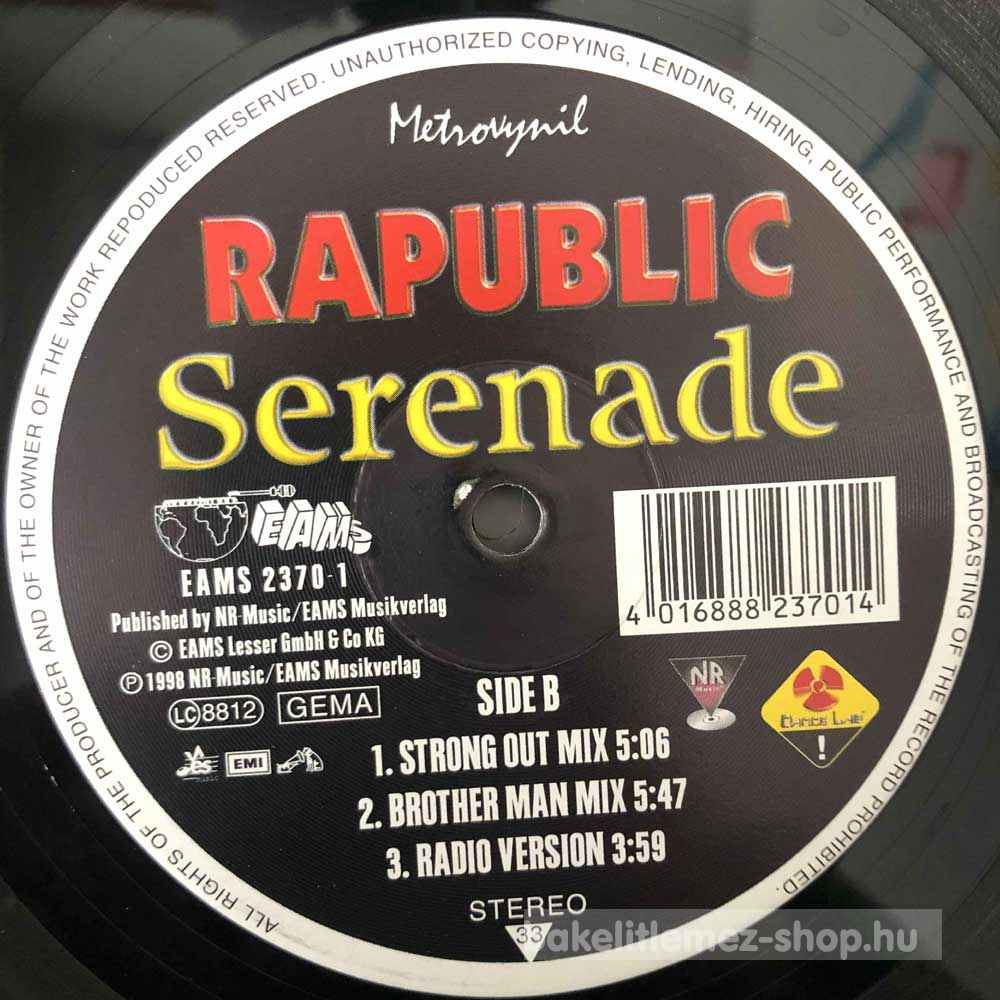 ALL RIGHTS OF THE PRODUCER AND OF THE OWNER OF THE WORK REPODUCED RESERVED. UNAUTHORIZED COPYING, LENDING, HIRING, PUBLIC PERFORMANCE AND BROADCASTING OF THE RECORD PROHIBITED.
Metrovynil
RAPUBLIC
Serenade
EAMS
EAMS 2370-1
Published by NR-Music/EAMS Musikverlag
© EAMS Lesser GmbH & Co KG
℗ 1998 NR-Music/EAMS Musikverlag
LC 8812 GEMA
yes music EMI
4 016888 237014
NR Music
!
SIDE B
1. STRONG OUT MIX 5:06
2. BROTHER MAN MIX 5:47
3. RADIO VERSION 3:59
STEREO
33
bakelitlemez-shop.hu